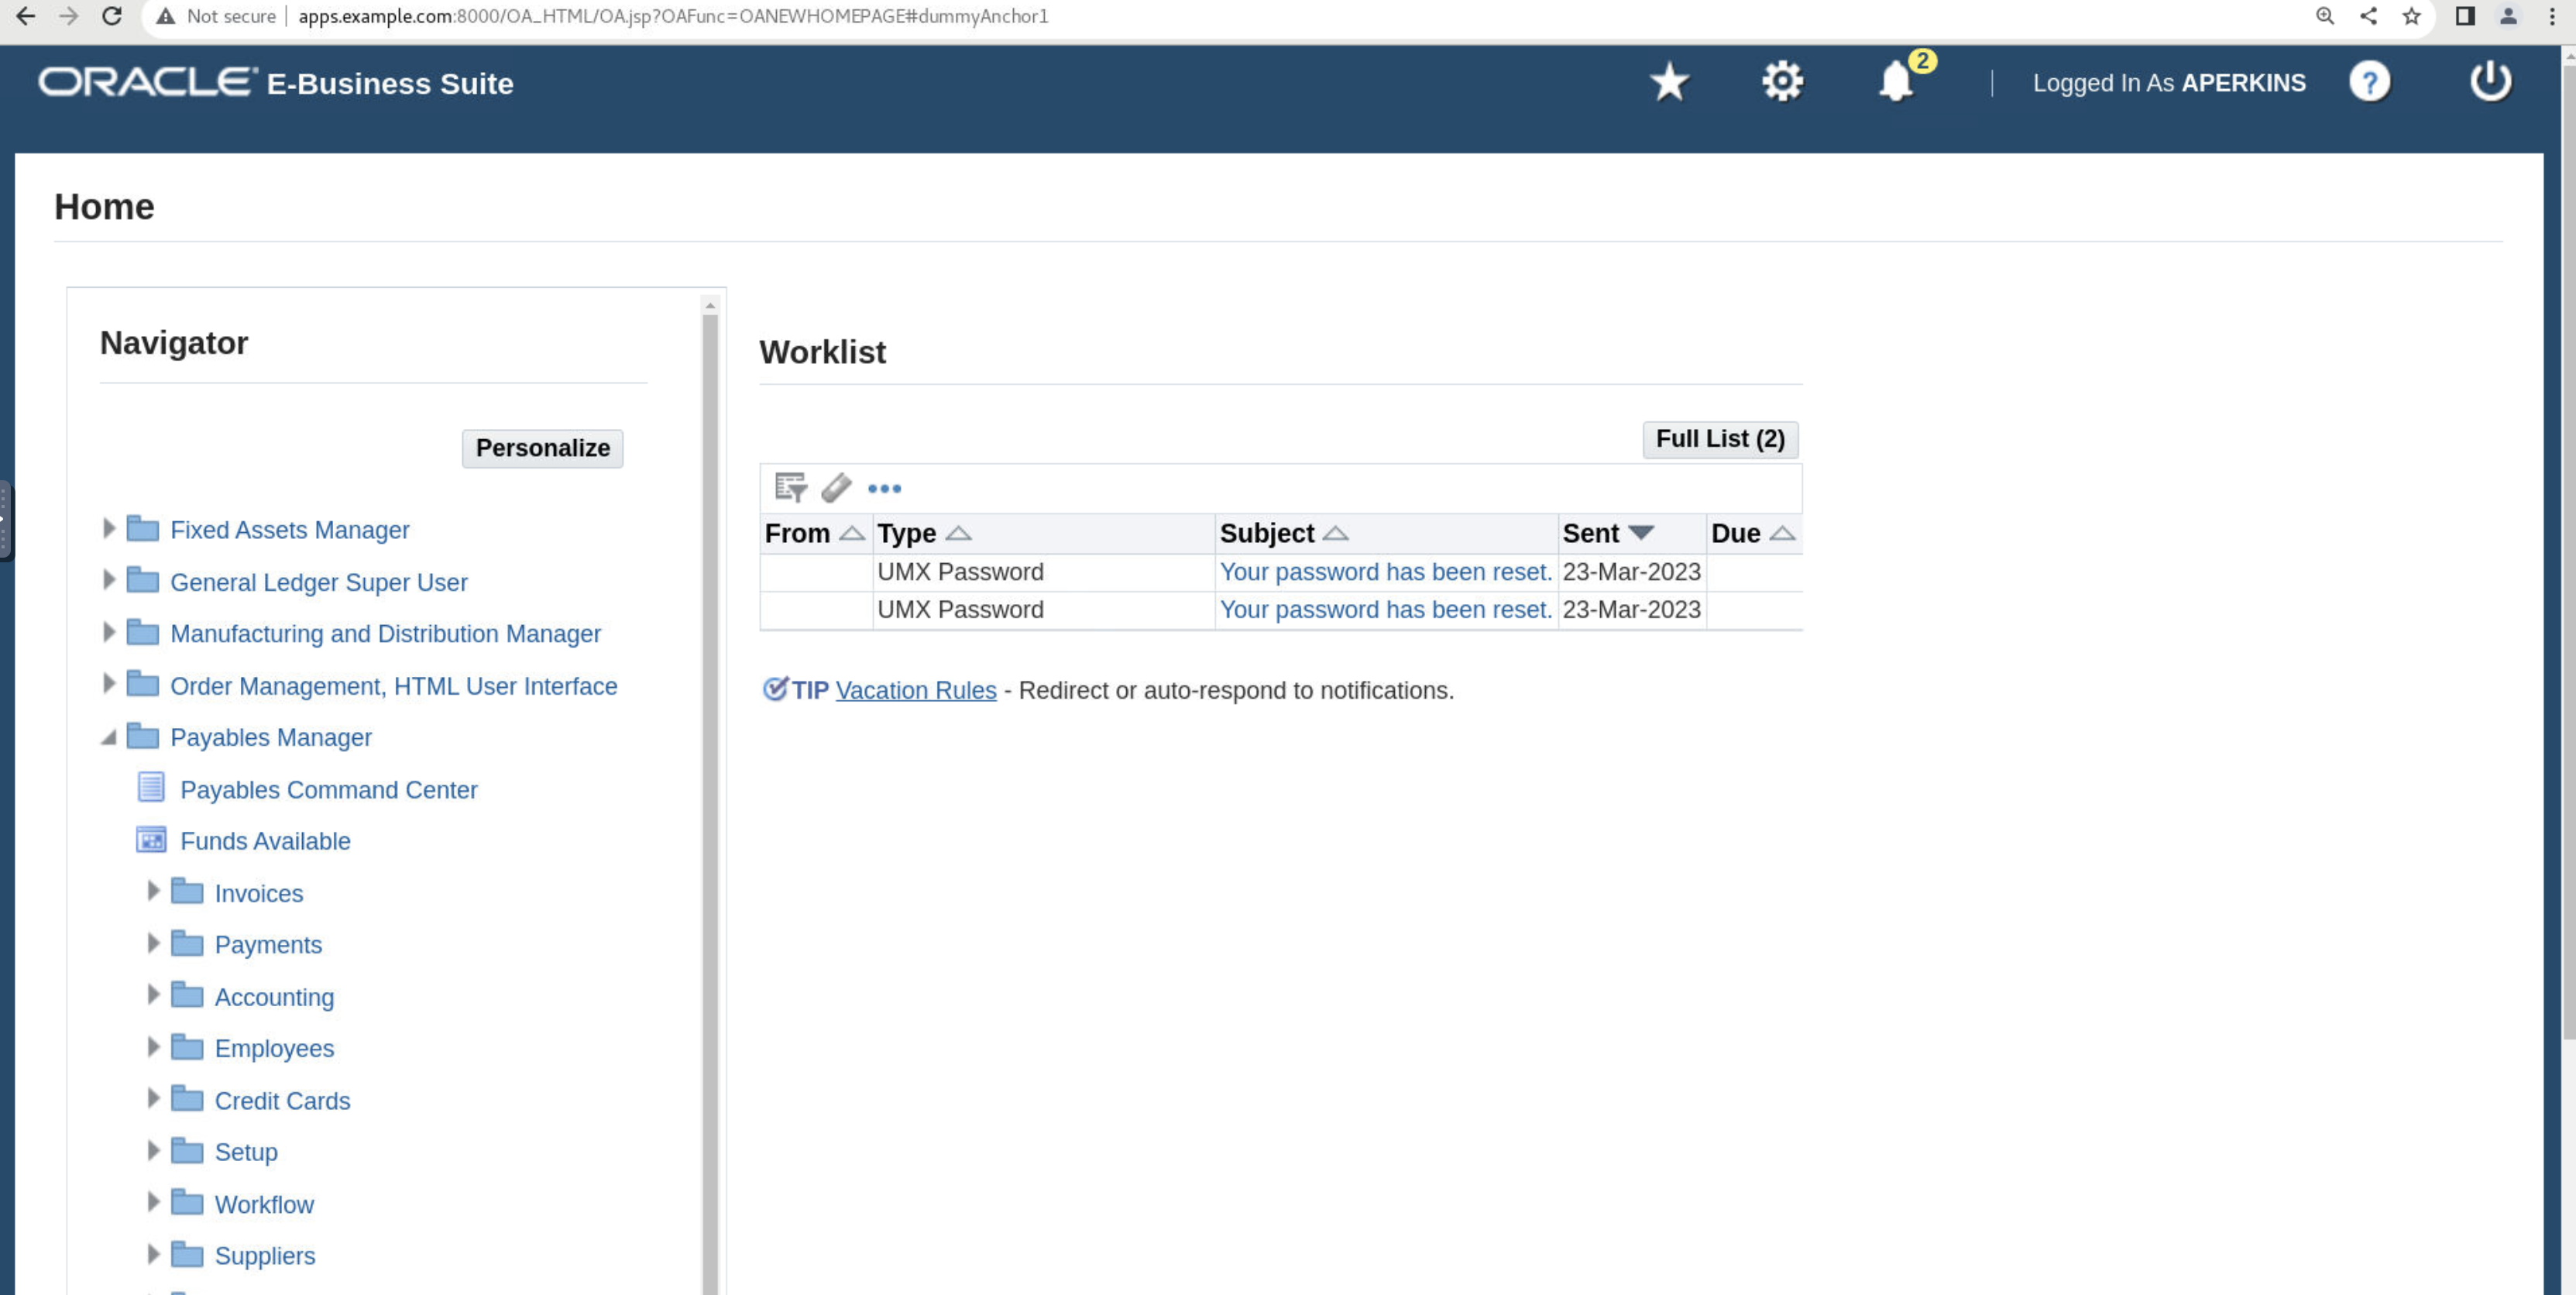 Not secure | apps.example.com:8000/OA_HTML/OA.jsp?OAFunc=OANEWHOMEPAGE#dummyAnchor1
ORACLE E-Business Suite
2
Logged In As APERKINS
?
Home
Navigator
Personalize
Fixed Assets Manager
General Ledger Super User
Manufacturing and Distribution Manager
Order Management, HTML User Interface
Payables Manager
Payables Command Center
Funds Available
Invoices
Payments
Accounting
Employees
Credit Cards
Setup
Workflow
Suppliers
Worklist
Full List (2)
From Type Subject Sent Due
UMX Password Your password has been reset. 23-Mar-2023
UMX Password Your password has been reset. 23-Mar-2023
TIP Vacation Rules - Redirect or auto-respond to notifications.